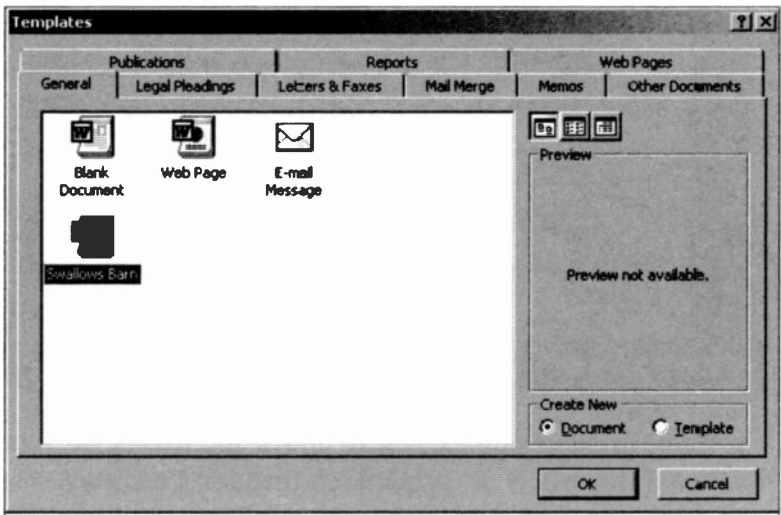 Templates
Publications Reports Web Pages
General Legal Pleadings Letters & Faxes Mail Merge Memos Other Documents
Blank Document
Web Page
E-mail Message
Swallows Barn
Preview
Preview not available.
Create New
Document Template
OK Cancel